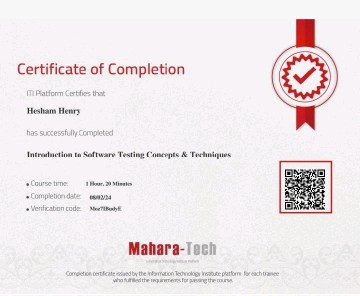 Certificate of Completion
ITI Platform Certifies that
Hesham Henry
has successfully Completed
Introduction to Software Testing Concepts & Techniques
Course time: 1 Hour, 20 Minutes
Completion date: 08/02/24
Verification code:
Mahara-Tech
Completion certificate issued by the Information Technology Institute platform for each trainee
who fulfilled the requirements for passing the course.